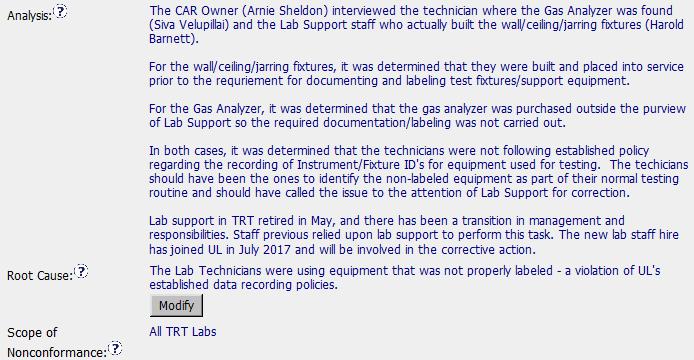 Analysis:? The CAR Owner (Arnie Sheldon) interviewed the technician where the Gas Analyzer was found
(Siva Velupillai) and the Lab Support staff who actually built the wall/ceiling/jarring fixtures (Harold
Barnett).
For the wall/ceiling/jarring fixtures, it was determined that they were built and placed into service
prior to the requriement for documenting and labeling test fixtures/support equipment.
For the Gas Analyzer, it was determined that the gas analyzer was purchased outside the purview
of Lab Support so the required documentation/labeling was not carried out.
In both cases, it was determined that the technicians were not following established policy
regarding the recording of Instrument/Fixture ID's for equipment used for testing.  The techicians
should have been the ones to identify the non-labeled equipment as part of their normal testing
routine and should have called the issue to the attention of Lab Support for correction.
Lab support in TRT retired in May, and there has been a transition in management and
responsibilities. Staff previous relied upon lab support to perform this task. The new lab staff hire
has joined UL in July 2017 and will be involved in the corrective action.
Root Cause:? The Lab Technicians were using equipment that was not properly labeled - a violation of UL's
established data recording policies.
Modify
Scope of All TRT Labs
Nonconformance:?